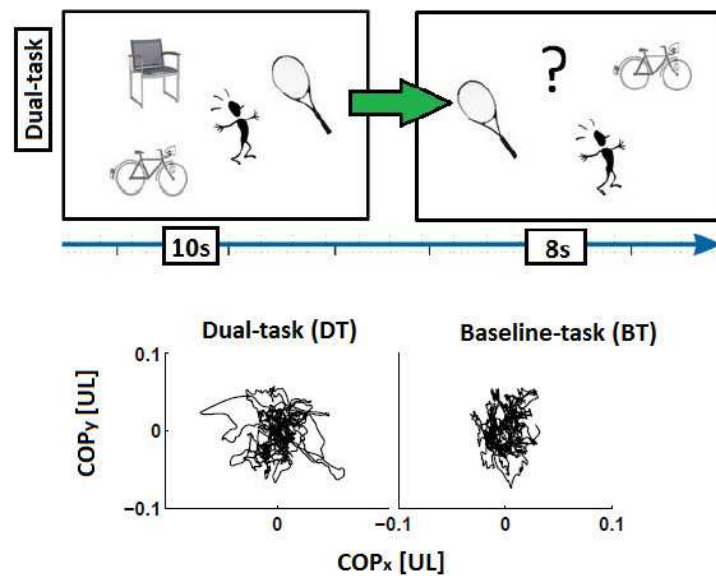 Dual-task
?
10s
8s
Dual-task (DT)
Baseline-task (BT)
0.1
0
−0.1
COPy [UL]
0
−0.1
0
0.1
COPx [UL]